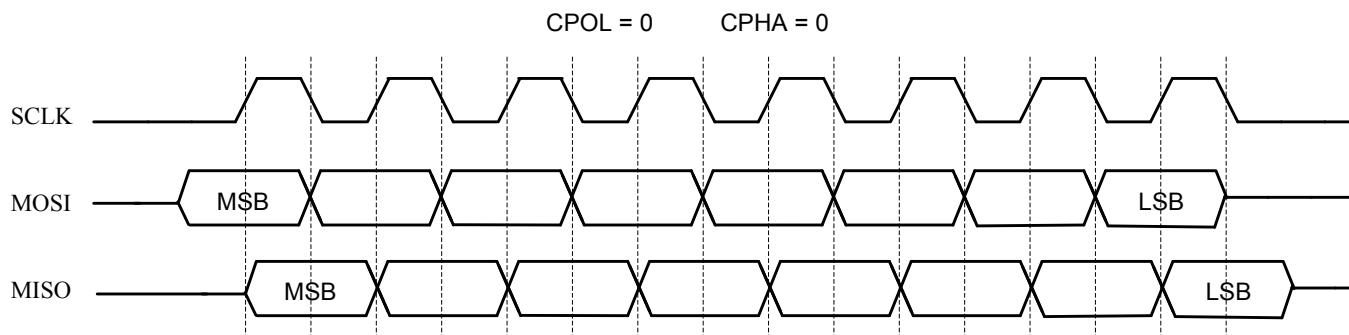 CPOL = 0 CPHA = 0
SCLK
MOSI MSB LSB
MISO MSB LSB